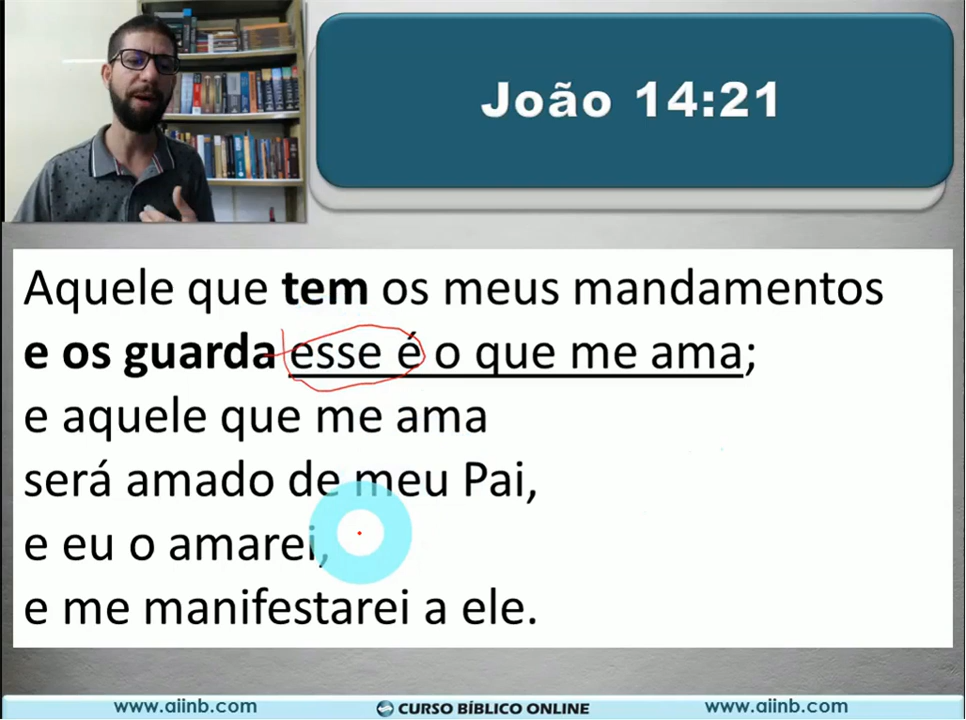 João 14:21
Aquele que tem os meus mandamentos
e os guarda esse é o que me ama;
e aquele que me ama
será amado de meu Pai,
e eu o amarei,
e me manifestarei a ele.
www.aiinb.com CURSO BÍBLICO ONLINE www.aiinb.com